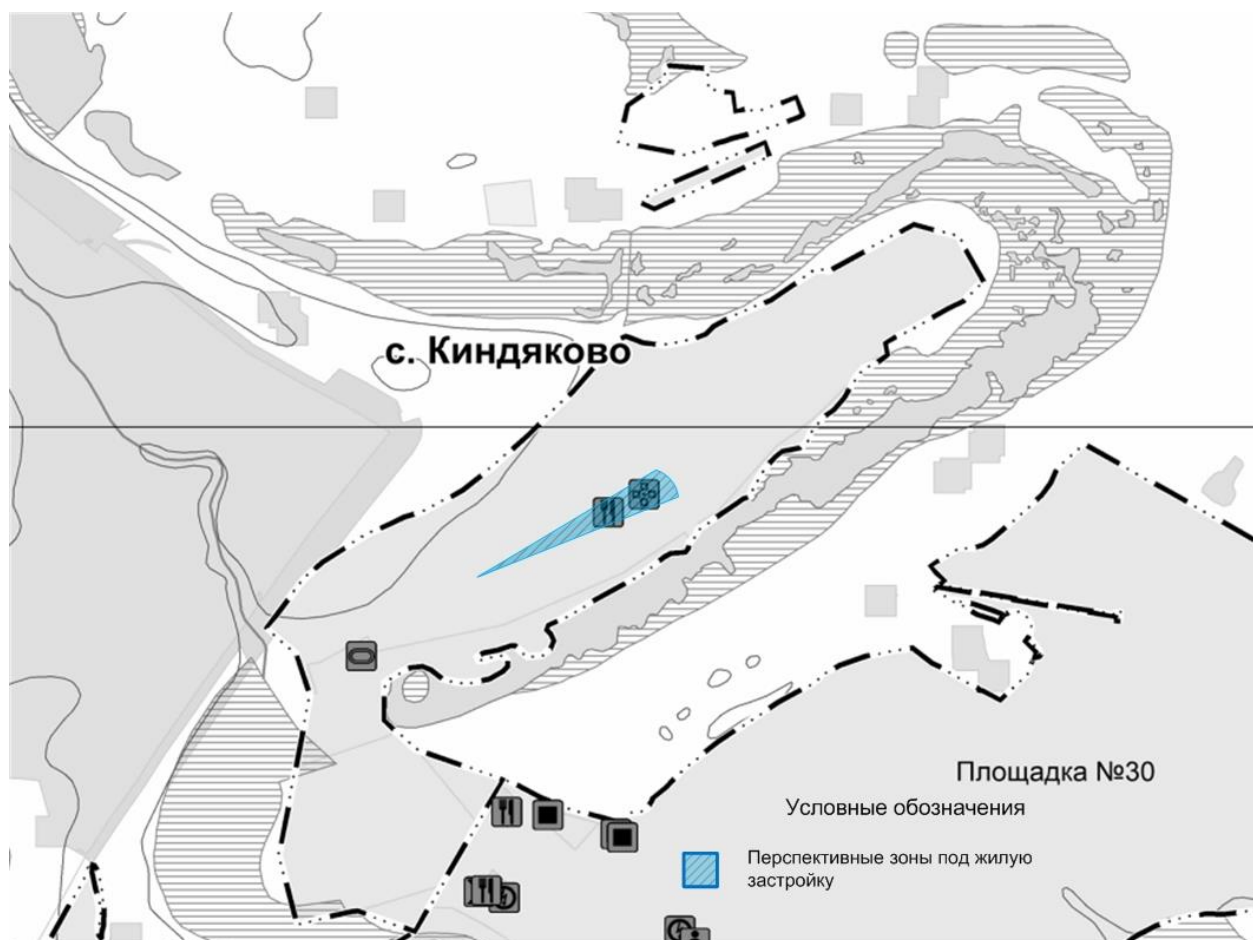 с. Киндяково
Площадка №30
Условные обозначения
Перспективные зоны под жилую
застройку